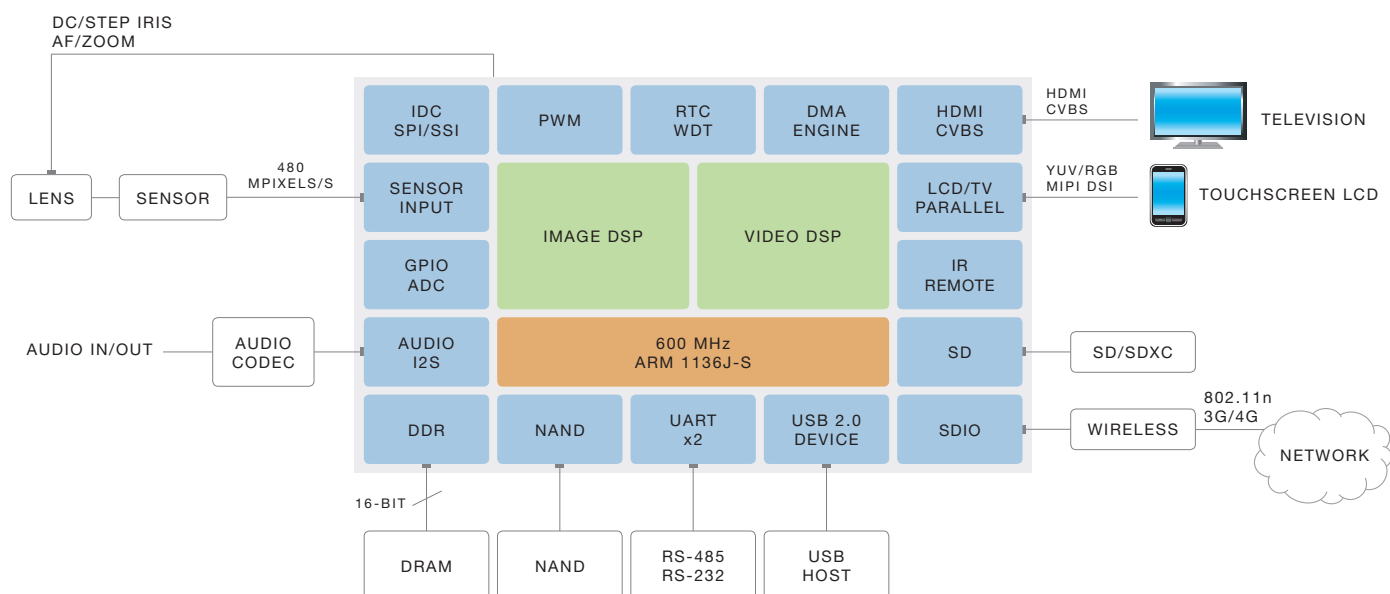 DC/STEP IRIS
AF/ZOOM
IDC
SPI/SSI
PWM
RTC
WDT
DMA
ENGINE
HDMI
CVBS
HDMI
CVBS
TELEVISION
LENS
SENSOR
480
MPIXELS/S
SENSOR
INPUT
IMAGE DSP
VIDEO DSP
LCD/TV
PARALLEL
YUV/RGB
MIPI DSI
TOUCHSCREEN LCD
GPIO
ADC
IR
REMOTE
AUDIO IN/OUT
AUDIO
CODEC
AUDIO
I2S
600 MHz
ARM 1136J-S
SD
SD/SDXC
DDR
NAND
UART
x2
USB 2.0
DEVICE
SDIO
WIRELESS
802.11n
3G/4G
NETWORK
16-BIT
DRAM
NAND
RS-485
RS-232
USB
HOST